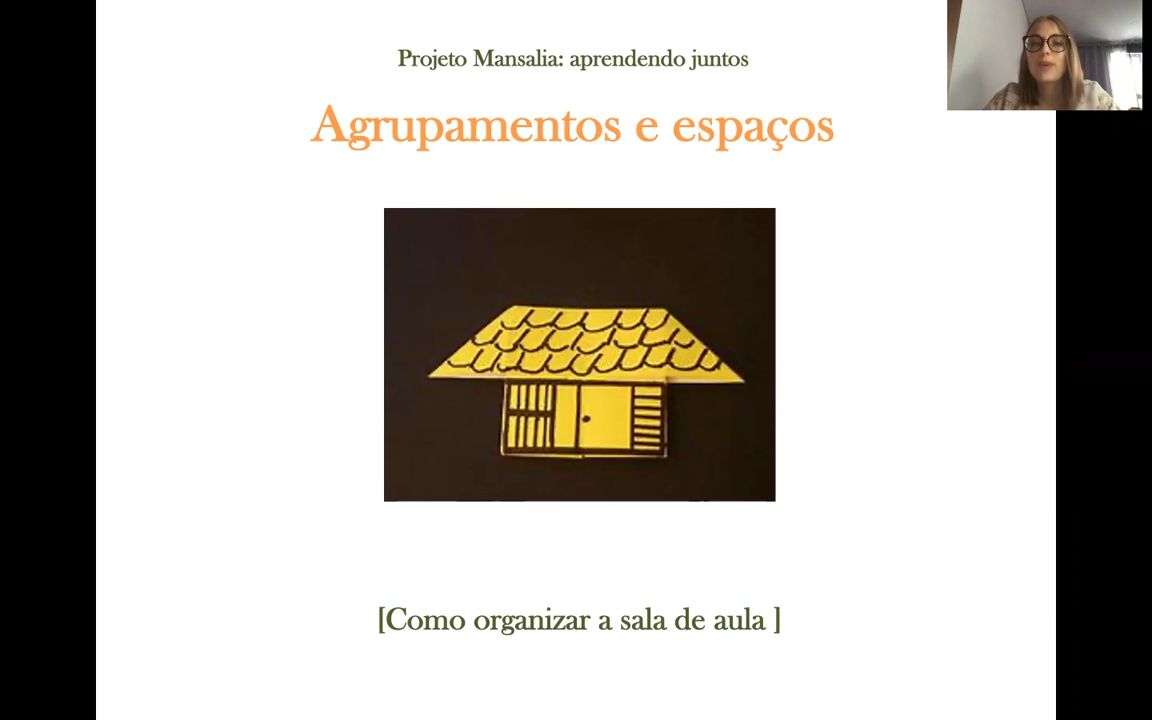 Projeto Mansalia: aprendendo juntos
Agrupamentos e espaços
[Como organizar a sala de aula ]